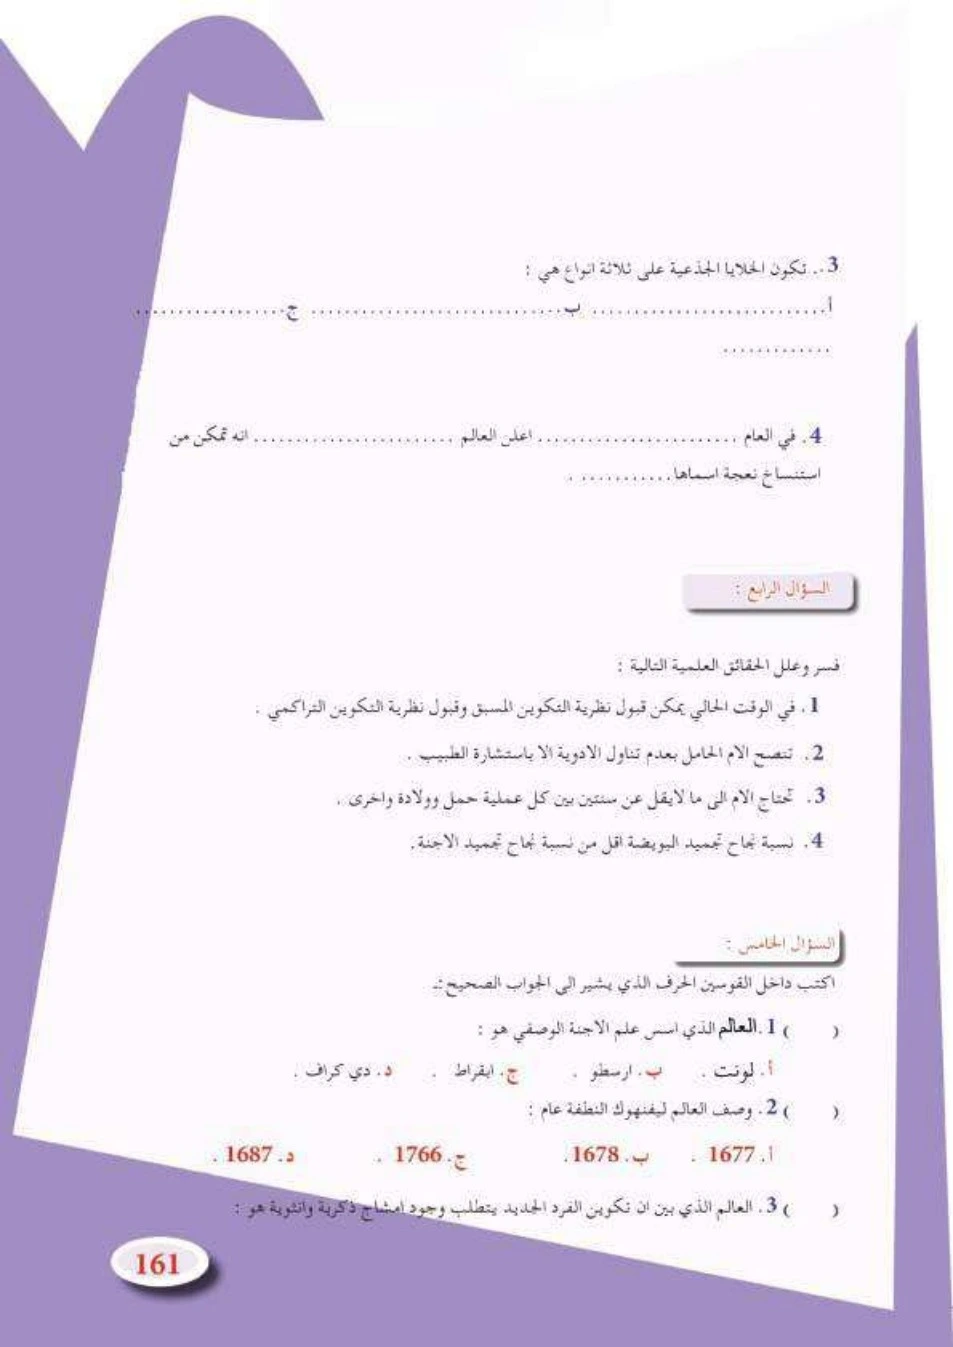 3.. تكون الخلايا الجذعية على ثلاثة انواع هي :
أ............................ ب.............................. ج..................
.............
4. في العام ........................ اعلن العالم ........................ انه تمكن من
استنساخ نعجة اسماها........... .
السؤال الرابع :
فسر وعلل الحقائق العلمية التالية :
1. في الوقت الحالي يمكن قبول نظرية التكوين المسبق وقبول نظرية التكوين التراكمي .
2. تنصح الام الحامل بعدم تناول الادوية الا باستشارة الطبيب .
3. تحتاج الام الى ما لايقل عن سنتين بين كل عملية حمل وولادة واخرى .
4. نسبة نجاح تجميد البويضة اقل من نسبة نجاح تجميد الاجنة.
السؤال الخامس :
اكتب داخل القوسين الحرف الذي يشير الى الجواب الصحيح :ـ
( ) 1. العالم الذي اسس علم الاجنة الوصفي هو :
أ. لونت . ب. ارسطو . ج. ابقراط . د. دي كراف .
( ) 2. وصف العالم ليفنهوك النطفة عام :
أ. 1677 . ب. 1678 . ج. 1766 . د. 1687 .
( ) 3. العالم الذي بين ان تكوين الفرد الجديد يتطلب وجود امشاج ذكرية وانثوية هو :
161